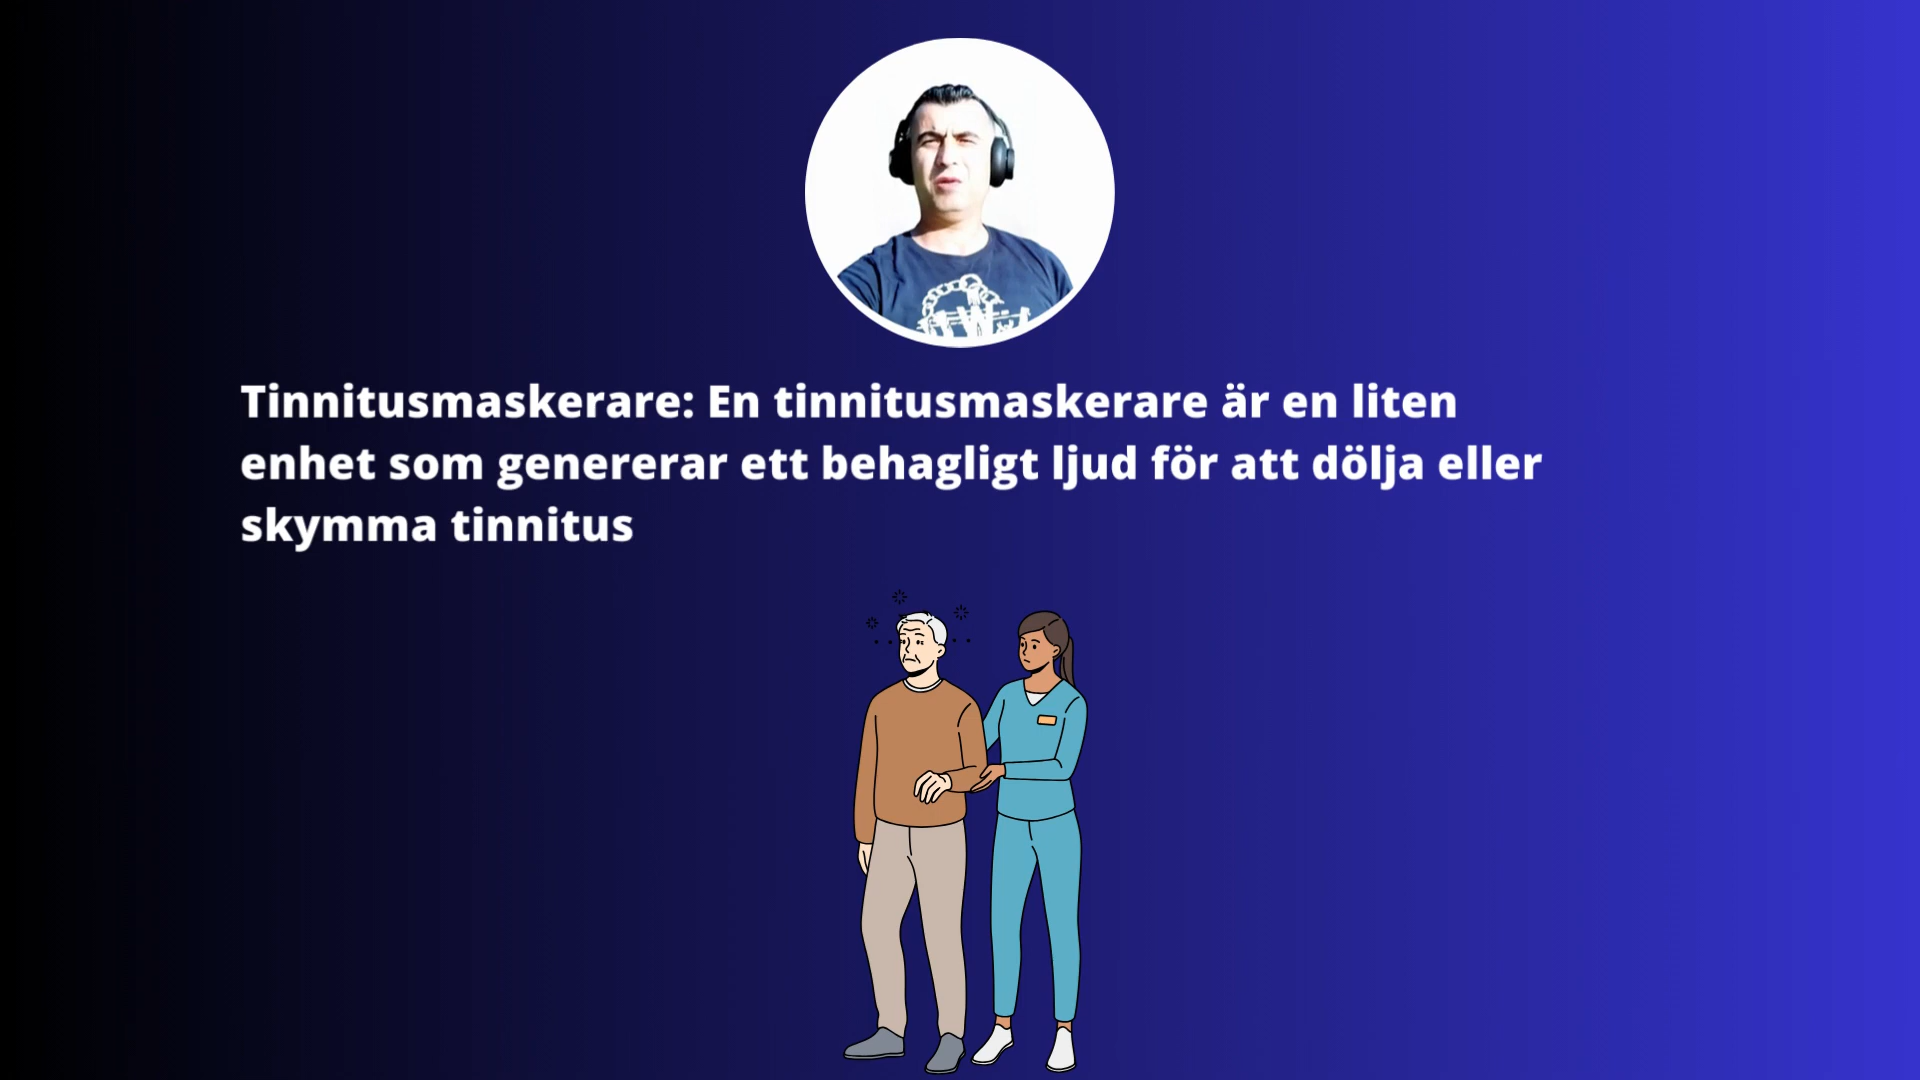 Tinnitusmaskerare: En tinnitusmaskerare är en liten
enhet som genererar ett behagligt ljud för att dölja eller
skymma tinnitus